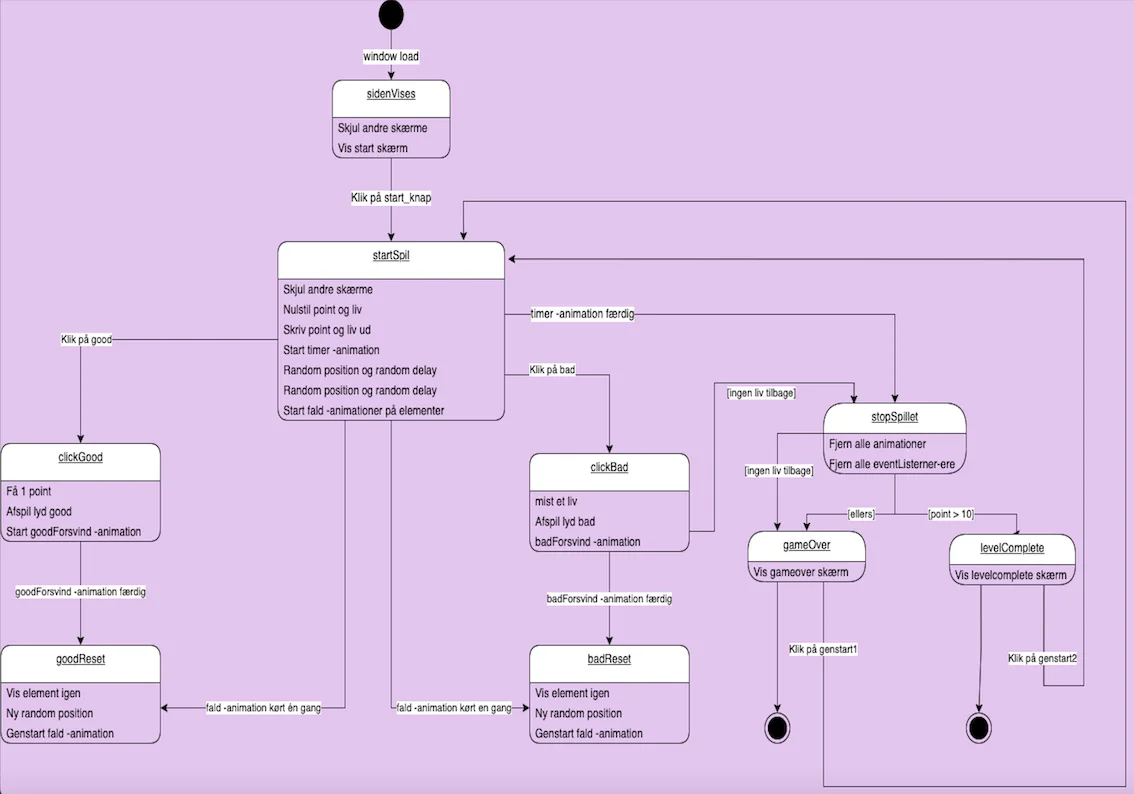 window load
sidenVises
Skjul andre skærme
Vis start skærm
Klik på start_knap
startSpil
Skjul andre skærme
Nulstil point og liv
Skriv point og liv ud
Start timer -animation
Random position og random delay
Random position og random delay
Start fald -animationer på elementer
timer -animation færdig
Klik på good
Klik på bad
[ingen liv tilbage]
stopSpillet
Fjern alle animationer
Fjern alle eventListerner-ere
clickGood
Få 1 point
Afspil lyd good
Start goodForsvind -animation
clickBad
mist et liv
Afspil lyd bad
badForsvind -animation
[ingen liv tilbage]
[ellers]
[point > 10]
gameOver
Vis gameover skærm
levelComplete
Vis levelcomplete skærm
goodForsvind -animation færdig
badForsvind -animation færdig
Klik på genstart1
Klik på genstart2
goodReset
Vis element igen
Ny random position
Genstart fald -animation
fald -animation kørt én gang
fald -animation kørt en gang
badReset
Vis element igen
Ny random position
Genstart fald -animation